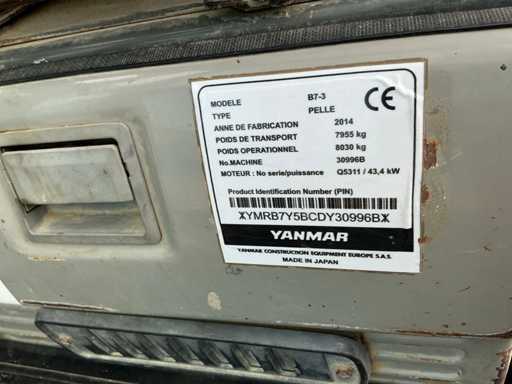 MODELE B7-3
TYPE PELLE
ANNE DE FABRICATION 2014
POIDS DE TRANSPORT 7955 kg
POIDS OPERATIONNEL 8030 kg
No.MACHINE 30996B
MOTEUR : No serie/puissance Q5311 / 43,4 kW
CE
Product Identification Number (PIN)
*YMRB7Y5BCDY30996B*
YANMAR
YANMAR CONSTRUCTION EQUIPMENT EUROPE S.A.S.
MADE IN JAPAN